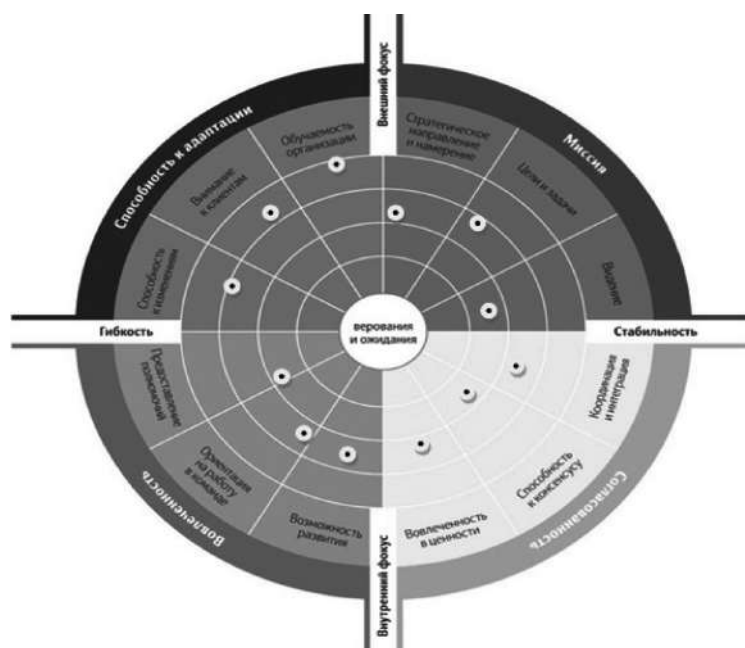 Внешний фокус
Способность к адаптации
Миссия
Обучаемость
организации
Стратегическое
направление
и намерение
Внимание
к клиентам
Цели и задачи
Способность
к изменениям
Видение
Гибкость
верования
и ожидания
Стабильность
Предоставление
полномочий
Координация
и интеграция
Ориентация
на работу
в команде
Способность
к консенсусу
Возможность
развития
Вовлеченность
в ценности
Вовлеченность
Согласованность
Внутренний фокус